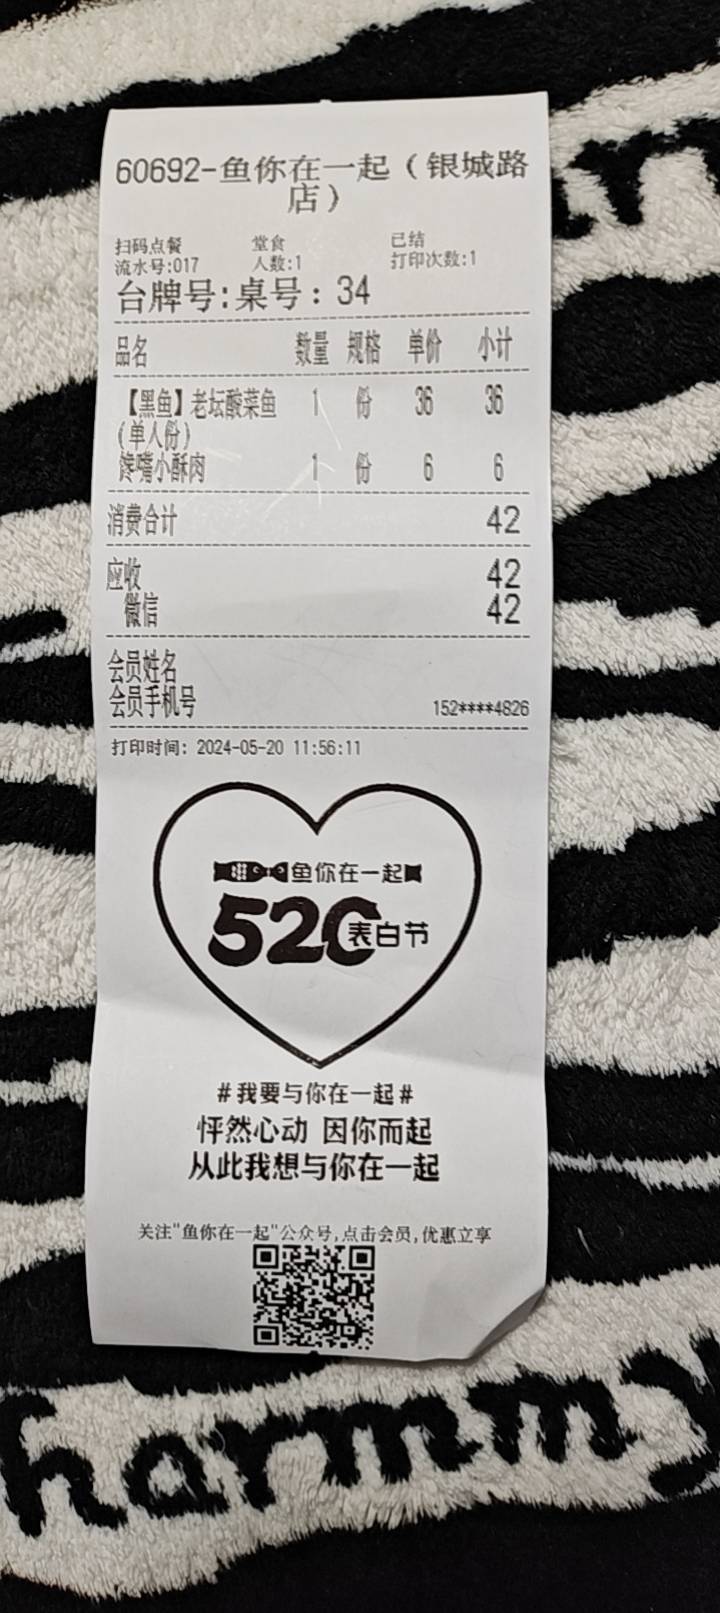 60692-鱼你在一起（银城路
店）
扫码点餐 堂食 已结
流水号:017 人数:1 打印次数:1
台牌号:桌号：34
品名 数量 规格 单价 小计
【黑鱼】老坛酸菜鱼 1 份 36 36
(单人份)
馋嘴小酥肉 1 份 6 6
消费合计 42
应收 42
微信 42
会员姓名
会员手机号 152****4826
打印时间: 2024-05-20 11:56:11
鱼你在一起
520表白节
#我要与你在一起#
怦然心动 因你而起
从此我想与你在一起
关注"鱼你在一起"公众号,点击会员,优惠立享
harmmy